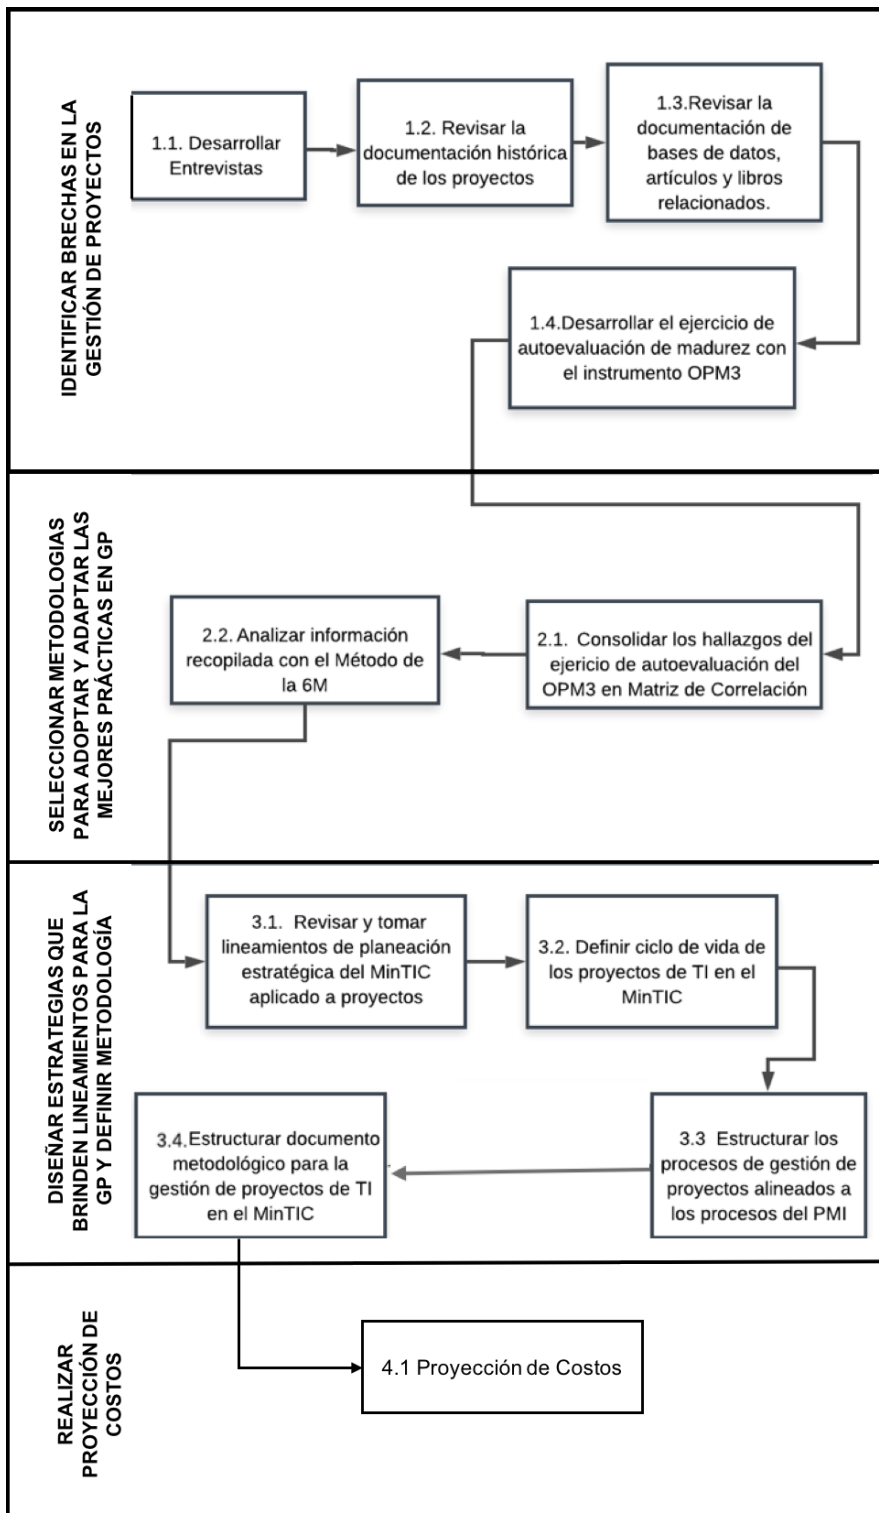 IDENTIFICAR BRECHAS EN LA
GESTIÓN DE PROYECTOS
1.1. Desarrollar
Entrevistas
1.2. Revisar la
documentación histórica
de los proyectos
1.3.Revisar la
documentación de
bases de datos,
artículos y libros
relacionados.
1.4.Desarrollar el ejercicio de
autoevaluación de madurez con
el instrumento OPM3
SELECCIONAR METODOLOGIAS
PARA ADOPTAR Y ADAPTAR LAS
MEJORES PRÁCTICAS EN GP
2.1. Consolidar los hallazgos del
ejericio de autoevaluación del
OPM3 en Matriz de Correlación
2.2. Analizar información
recopilada con el Método de
la 6M
DISEÑAR ESTRATEGIAS QUE
BRINDEN LINEAMIENTOS PARA LA
GP Y DEFINIR METODOLOGÍA
3.1. Revisar y tomar
lineamientos de planeación
estratégica del MinTIC
aplicado a proyectos
3.2. Definir ciclo de vida de
los proyectos de TI en el
MinTIC
3.3 Estructurar los
procesos de gestión de
proyectos alineados a
los procesos del PMI
3.4.Estructurar documento
metodológico para la
gestión de proyectos de TI
en el MinTIC
REALIZAR
PROYECCIÓN DE
COSTOS
4.1 Proyección de Costos